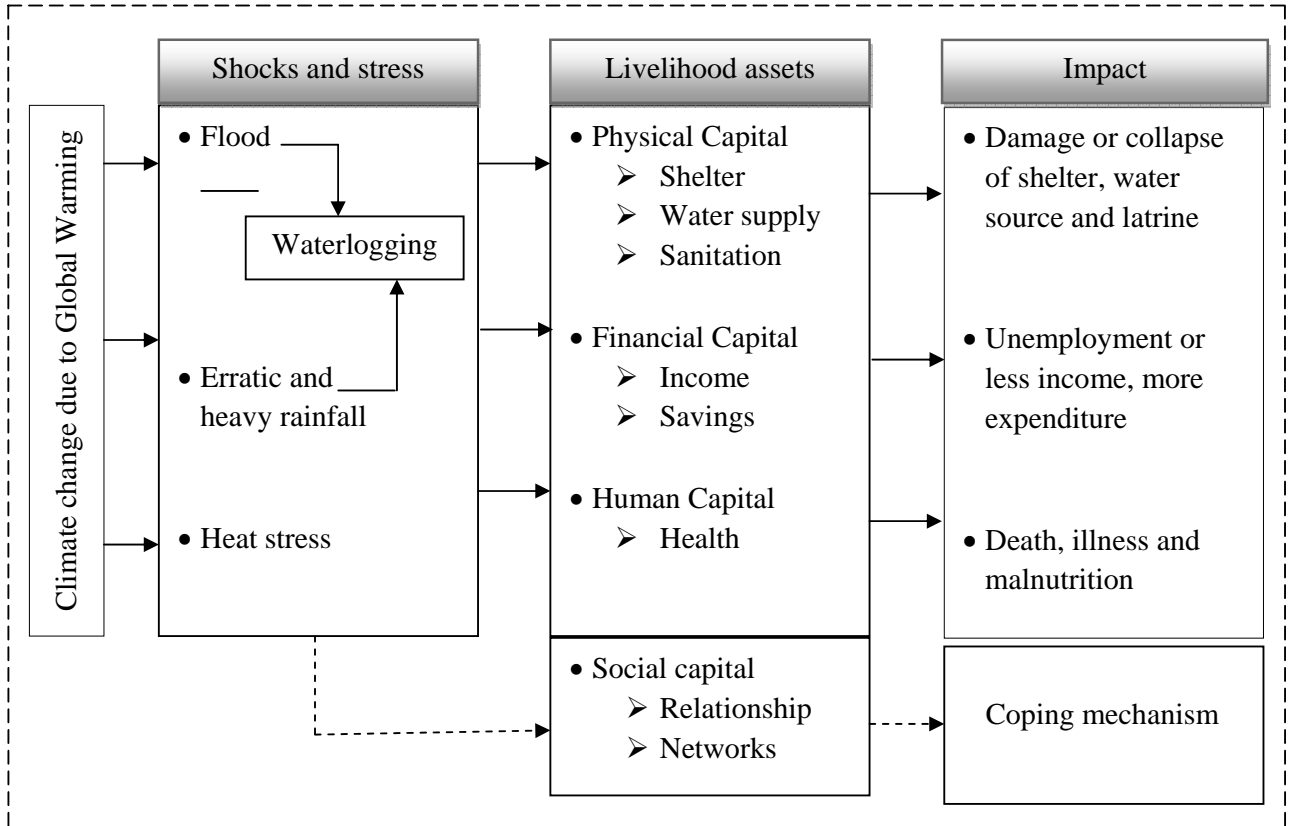 Climate change due to Global Warming
Shocks and stress
• Flood
Waterlogging
• Erratic and
heavy rainfall
• Heat stress
Livelihood assets
• Physical Capital
➢ Shelter
➢ Water supply
➢ Sanitation
• Financial Capital
➢ Income
➢ Savings
• Human Capital
➢ Health
• Social capital
➢ Relationship
➢ Networks
Impact
• Damage or collapse
of shelter, water
source and latrine
• Unemployment or
less income, more
expenditure
• Death, illness and
malnutrition
Coping mechanism